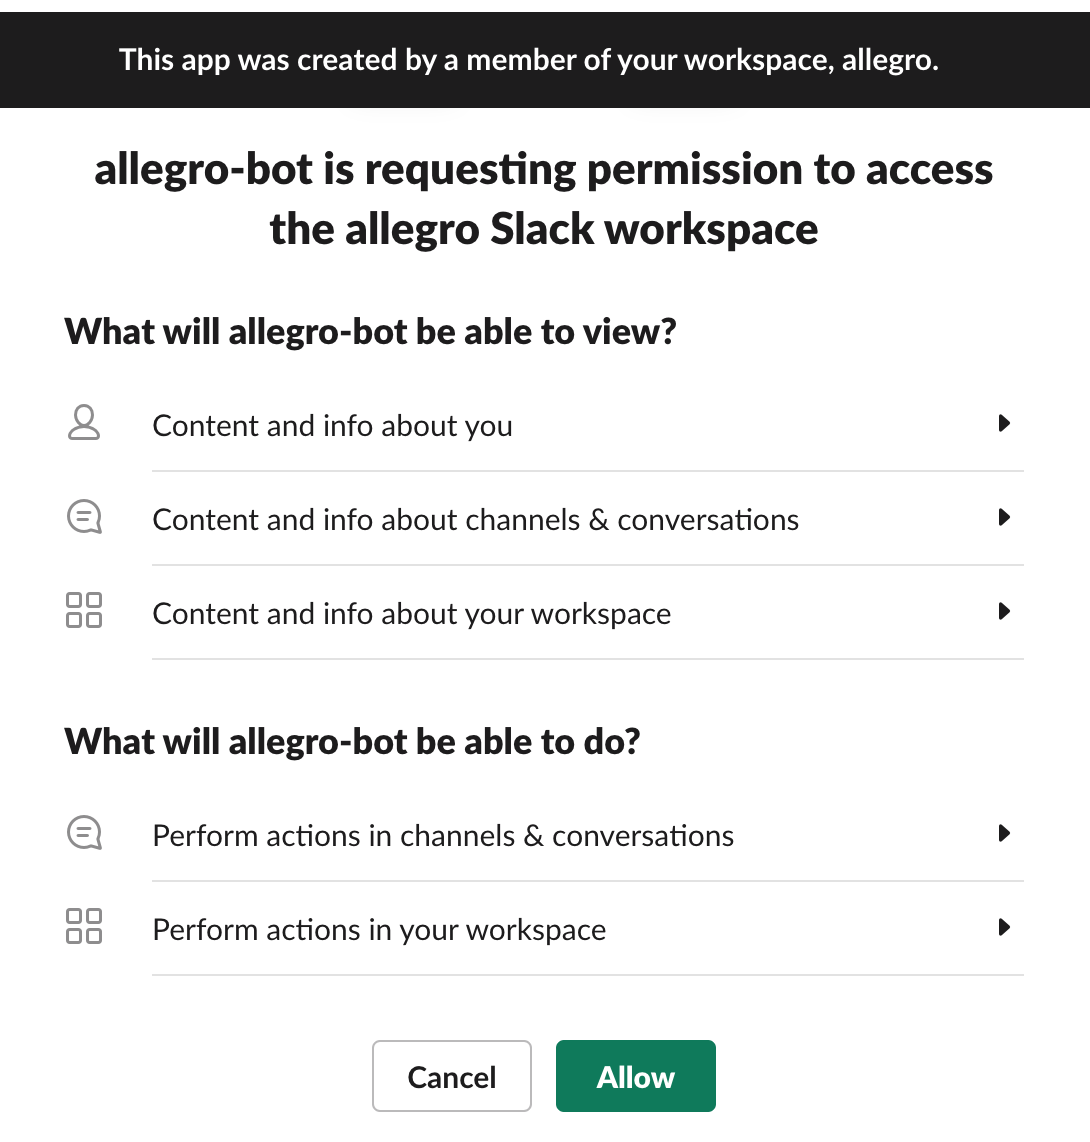 This app was created by a member of your workspace, allegro.
allegro-bot is requesting permission to access
the allegro Slack workspace
What will allegro-bot be able to view?
Content and info about you
Content and info about channels & conversations
Content and info about your workspace
What will allegro-bot be able to do?
Perform actions in channels & conversations
Perform actions in your workspace
Cancel
Allow